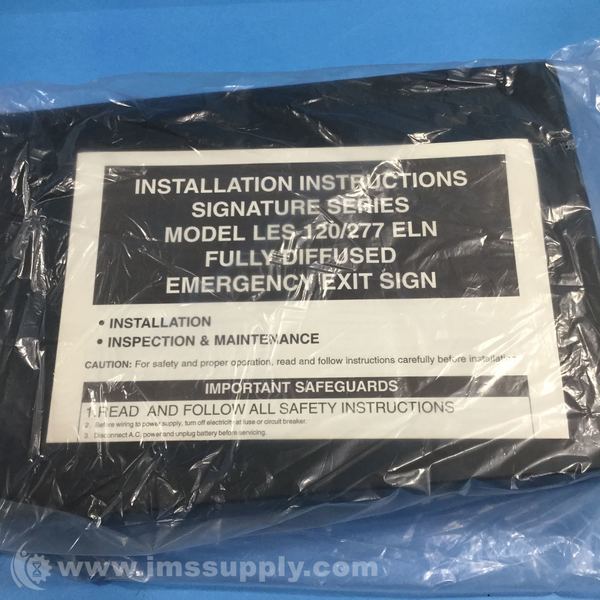 INSTALLATION INSTRUCTIONS
SIGNATURE SERIES
MODEL LES 120/277 ELN
FULLY DIFFUSED
EMERGENCY EXIT SIGN
• INSTALLATION
• INSPECTION & MAINTENANCE
CAUTION: For safety and proper operation, read and follow instructions carefully before installation.
IMPORTANT SAFEGUARDS
1. READ AND FOLLOW ALL SAFETY INSTRUCTIONS
2. Before wiring to power supply, turn off electricity at fuse or circuit breaker.
3. Disconnect A.C. power and unplug battery before servicing.
www.imssupply.com